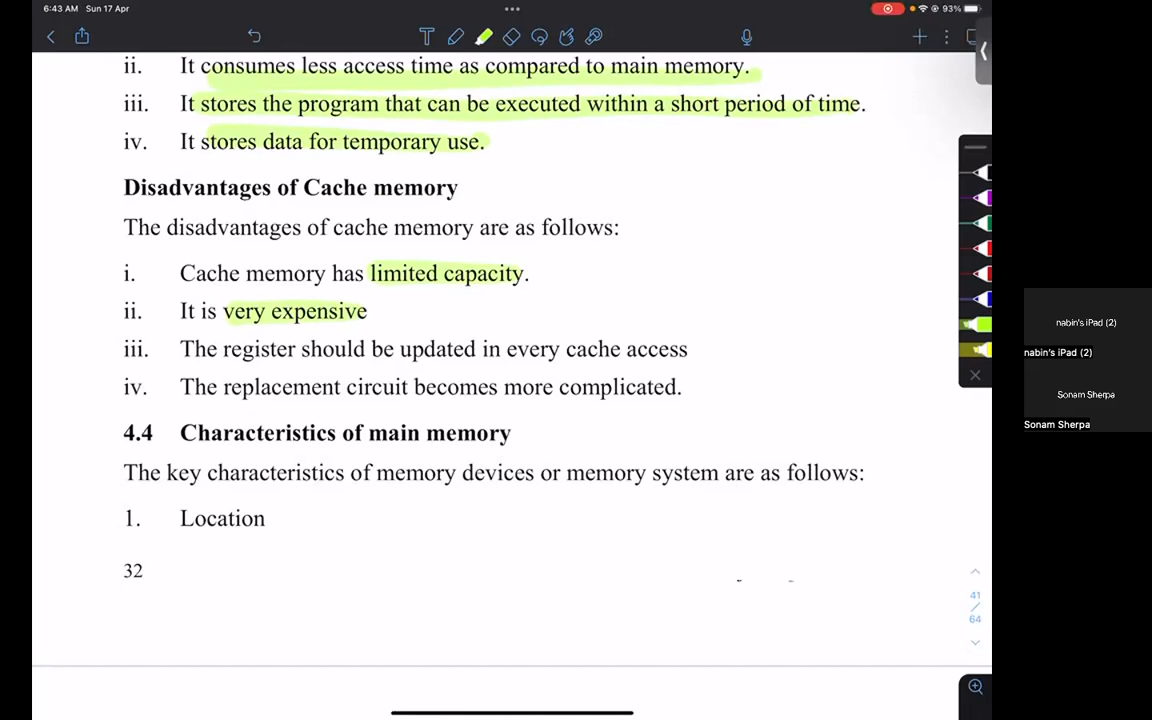 6:43 AM Sun 17 Apr
93%
ii. It consumes less access time as compared to main memory.
iii. It stores the program that can be executed within a short period of time.
iv. It stores data for temporary use.
Disadvantages of Cache memory
The disadvantages of cache memory are as follows:
i. Cache memory has limited capacity.
ii. It is very expensive
iii. The register should be updated in every cache access
iv. The replacement circuit becomes more complicated.
4.4 Characteristics of main memory
The key characteristics of memory devices or memory system are as follows:
1. Location
32
41
/
64
nabin's iPad (2)
nabin's iPad (2)
Sonam Sherpa
Sonam Sherpa